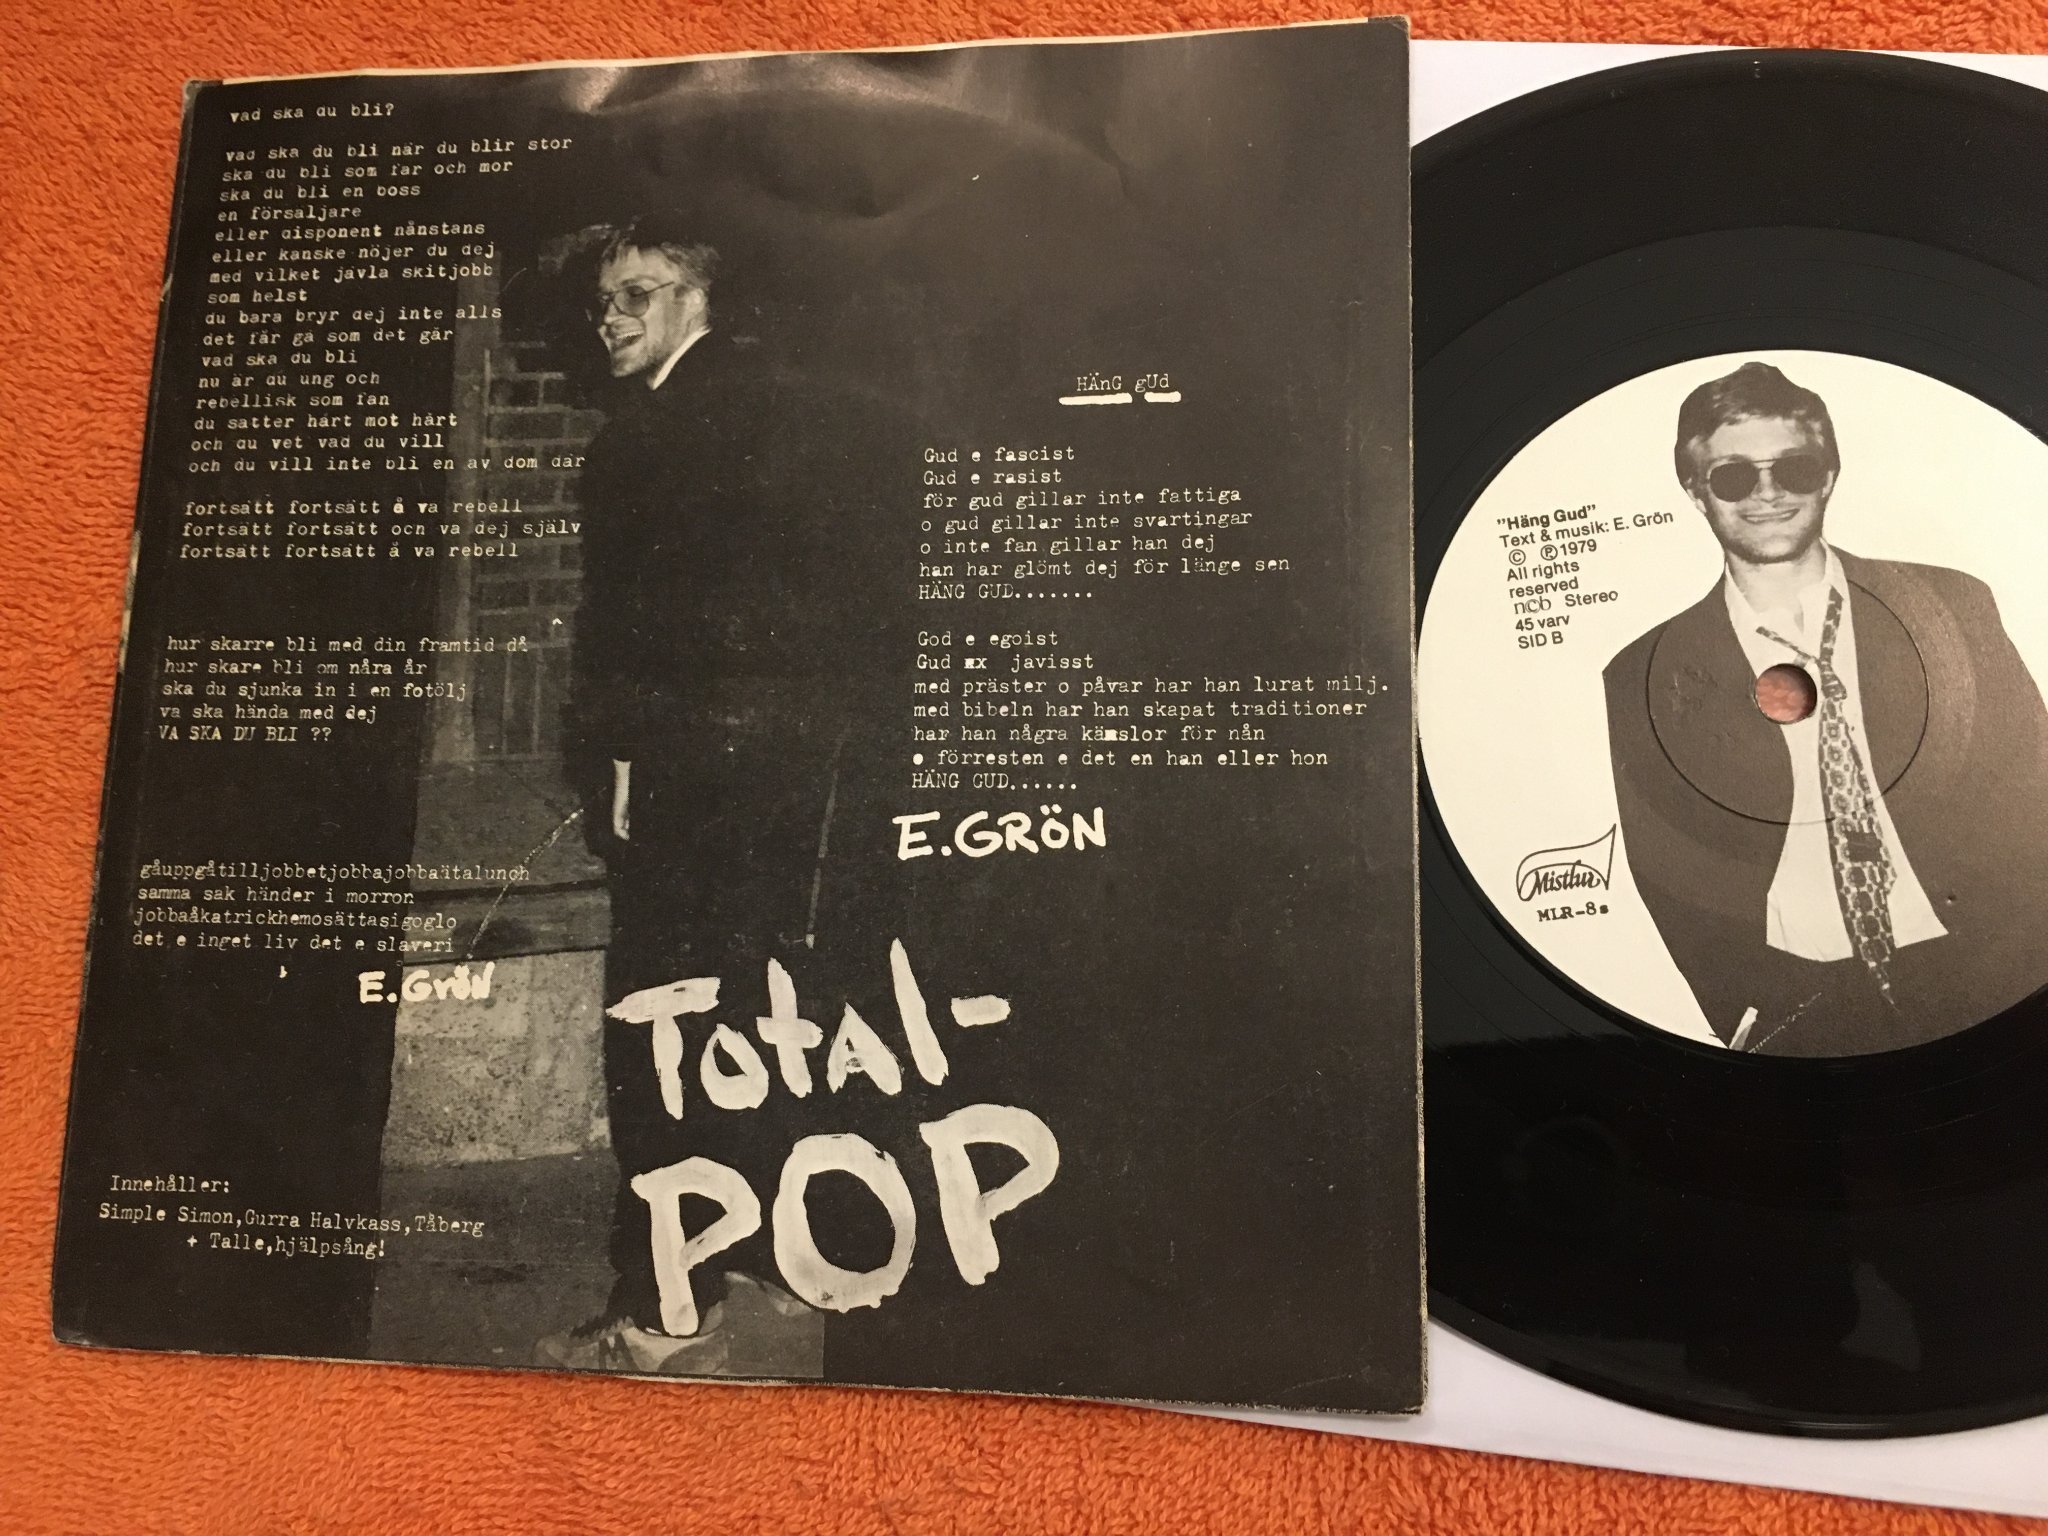 vad ska du bli?
vad ska du bli när du blir stor
ska du bli som far och mor
ska du bli en boss
en försäljare
eller disponent nånstans
eller kanske nöjer du dej
med vilket jävla skitjobb
som helst
du bara bryr dej inte alls
det får gå som det går
vad ska du bli
nu är du ung och
rebellisk som fan
du sätter hårt mot hårt
och du vet vad du vill
och du vill inte bli en av dom där
fortsätt fortsätt å va rebell
fortsätt fortsätt och va dej själv
fortsätt fortsätt å va rebell
hur skarre bli med din framtid då
hur skare bli om nåra år
ska du sjunka in i en fotölj
va ska hända med dej
VA SKA DU BLI ??
gåuppgåtilljobbetjobbajobbaätalunch
samma sak händer i morron
jobbaåkatrickhemosättasigoglo
det e inget liv det e slaveri
E.GRÖN
Innehåller:
Simple Simon,Gurra Halvkass,Tåberg
+ Talle,hjälpsång!
HÄnG gUd
Gud e fascist
Gud e rasist
för gud gillar inte fattiga
o gud gillar inte svartingar
o inte fan gillar han dej
han har glömt dej för länge sen
HÄNG GUD.......
God e egoist
Gud xx javisst
med präster o påvar har han lurat milj.
med bibeln har han skapat traditioner
har han några känslor för nån
o förresten e det en han eller hon
HÄNG GUD......
E.GRÖN
TOTAL-
POP
"Häng Gud"
Text & musik: E. Grön
© ℗ 1979
All rights
reserved
ncb Stereo
45 varv
SID B
Mistlur
MLR-8s